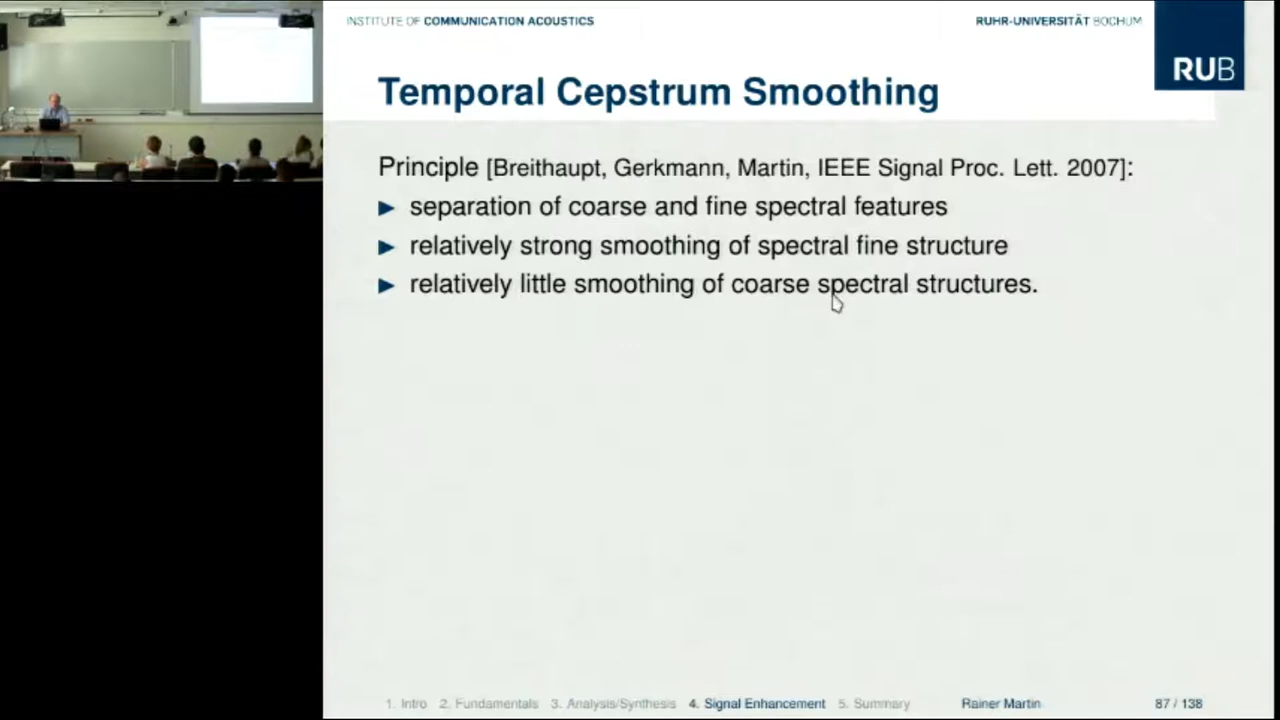 INSTITUTE OF COMMUNICATION ACOUSTICS
RUHR-UNIVERSITÄT BOCHUM
RUB
Temporal Cepstrum Smoothing
Principle [Breithaupt, Gerkmann, Martin, IEEE Signal Proc. Lett. 2007]:
separation of coarse and fine spectral features
relatively strong smoothing of spectral fine structure
relatively little smoothing of coarse spectral structures.
1. Intro 2. Fundamentals 3. Analysis/Synthesis 4. Signal Enhancement 5. Summary Rainer Martin 87 / 138